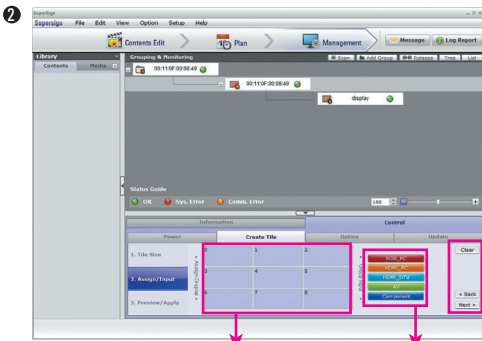 2
SuperSign
Supersign File Edit View Option Setup Help
Contents Edit Plan Management Message Log Report
Library Grouping & Monitoring Scan Add Group Release Tree List
Contents Media
00:11:0F:00:08:49
00:11:0F:00:08:49
display
Status Guide
OK Sys. Error Comm. Error 100
Information Control
Power Create Tile Option Update
1. Tile Size
2. Assign/Input
3. Preview/Apply
Assign Display
0 1 2
3 4 5
6 7 8
Group Input
RGB_PC
HDMI_PC
HDMI_DTV
AV
Component
Clear
< Back
Next >